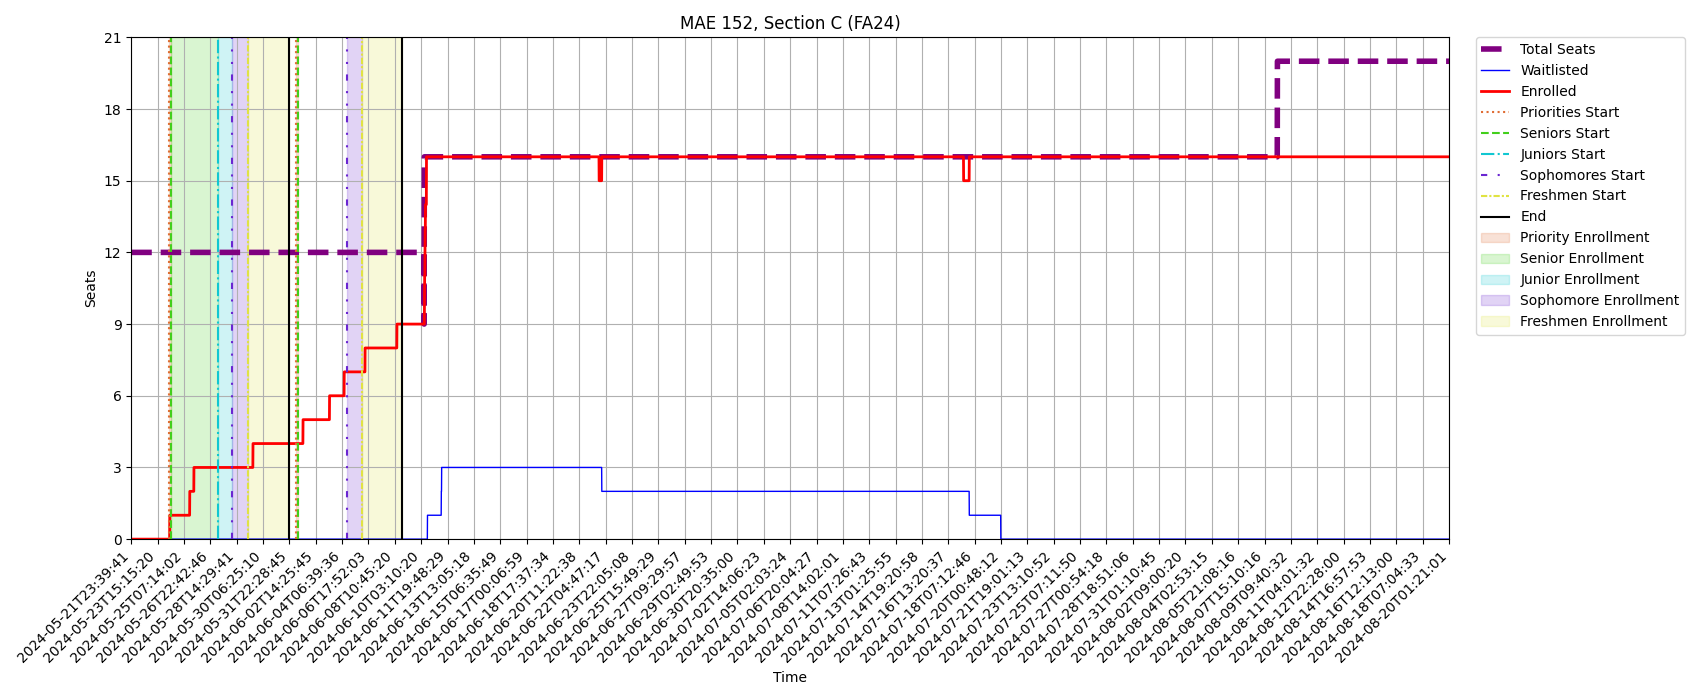 MAE 152, Section C (FA24)
21
18
15
12
9
6
3
0
Seats
2024-05-21T23:39:41
2024-05-23T15:15:20
2024-05-25T07:14:02
2024-05-26T22:42:46
2024-05-28T14:29:41
2024-05-30T06:25:10
2024-05-31T22:28:45
2024-06-02T14:25:45
2024-06-04T06:39:36
2024-06-06T17:52:03
2024-06-08T10:45:20
2024-06-10T03:10:20
2024-06-11T19:48:29
2024-06-13T13:05:18
2024-06-15T06:35:49
2024-06-17T00:06:59
2024-06-18T17:37:34
2024-06-20T11:22:38
2024-06-22T04:47:17
2024-06-23T22:05:08
2024-06-25T15:49:29
2024-06-27T09:29:57
2024-06-29T02:49:53
2024-06-30T20:35:00
2024-07-02T14:06:23
2024-07-05T02:03:24
2024-07-06T20:04:27
2024-07-08T14:02:01
2024-07-11T07:26:43
2024-07-13T01:25:55
2024-07-14T19:20:58
2024-07-16T13:20:37
2024-07-18T07:12:46
2024-07-20T00:48:12
2024-07-21T19:01:13
2024-07-23T13:10:52
2024-07-25T07:11:50
2024-07-27T00:54:18
2024-07-28T18:51:06
2024-07-31T01:10:45
2024-08-02T09:00:20
2024-08-04T02:53:15
2024-08-05T21:08:16
2024-08-07T15:10:16
2024-08-09T09:40:32
2024-08-11T04:01:32
2024-08-12T22:28:00
2024-08-14T16:57:53
2024-08-16T12:13:00
2024-08-18T07:04:33
2024-08-20T01:21:01
Time
Total Seats
Waitlisted
Enrolled
Priorities Start
Seniors Start
Juniors Start
Sophomores Start
Freshmen Start
End
Priority Enrollment
Senior Enrollment
Junior Enrollment
Sophomore Enrollment
Freshmen Enrollment